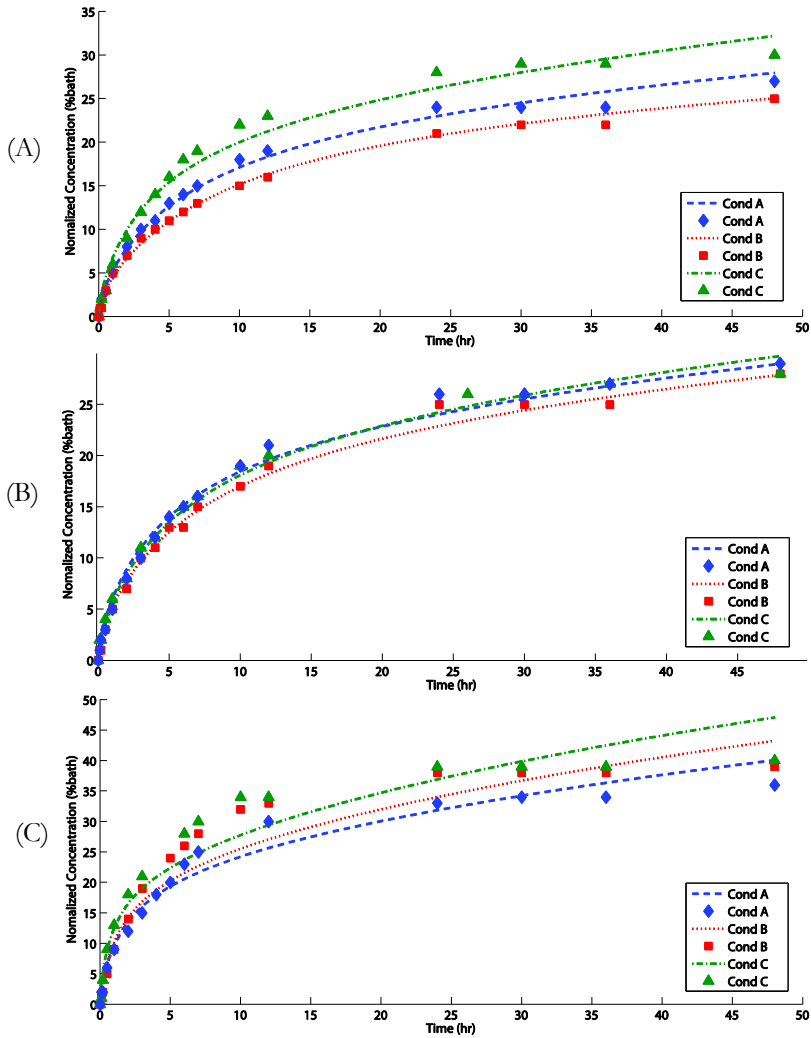 (A)
Nomalized Concentration (%bath)
35
30
25
20
15
10
5
0
0 5 10 15 20 25 30 35 40 45 50
Time (hr)
Cond A
Cond A
Cond B
Cond B
Cond C
Cond C
(B)
Nomalized Concentration (%bath)
25
20
15
10
5
0
0 5 10 15 20 25 30 35 40 45
Time (hr)
Cond A
Cond A
Cond B
Cond B
Cond C
Cond C
(C)
Nomalized Concentration (%bath)
50
45
40
35
30
25
20
15
10
5
0
0 5 10 15 20 25 30 35 40 45 50
Time (hr)
Cond A
Cond A
Cond B
Cond B
Cond C
Cond C